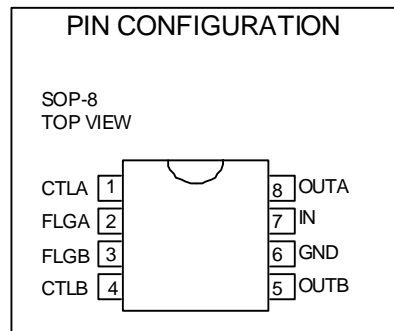 PIN CONFIGURATION
SOP-8
TOP VIEW
CTLA 1 8 OUTA
FLGA 2 7 IN
FLGB 3 6 GND
CTLB 4 5 OUTB